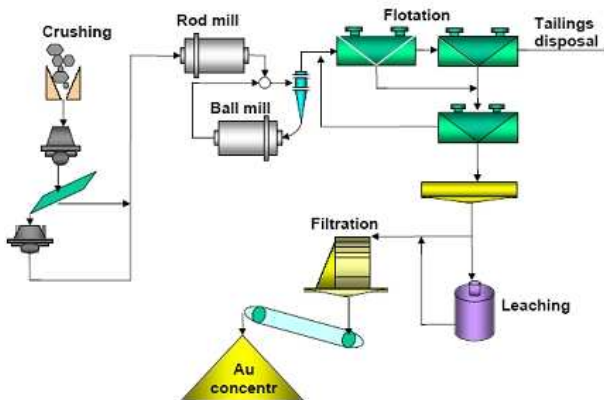 Crushing
Rod mill
Flotation
Tailings
disposal
Ball mill
Filtration
Leaching
Au
concentr